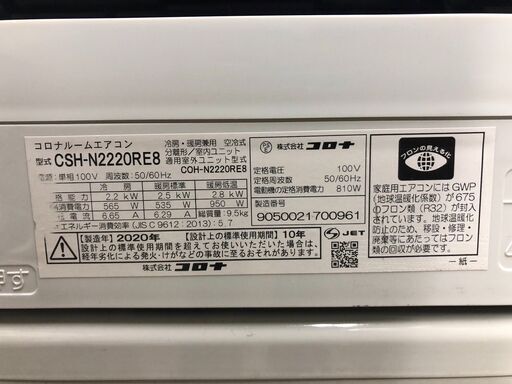 コロナルームエアコン
型式 CSH-N2220RE8
冷房・暖房兼用 空冷式
分離形/室内ユニット
適用室外ユニット型式
COH-N2220RE8
電源:単相100V 周波数:50/60Hz
冷 房 暖房標準 暖 房
格 能 力 2.2 kW 2.5 kW 2.8 kW
消費電力 565 W 535 W 950 W
流 6.65 A 6.29 A
総質量:9.5kg
エネルギー消費効率(JIS C 9612:2013):5.7
【製造年】2020年【設計上の標準使用期間】10年
設計上の標準使用期間を超えてお使いいただいた場合は、
経年劣化による発火・けがなどの事故に至るおそれがあります。
株式会社 コロナ
株式会社 コロナ
定格電圧 100V
定格周波数 50/60Hz
電動機の定格消費電力 810W
9050021700961
JET
フロンの見える化
家庭用エアコンにはGWP
(地球温暖化係数)が675
のフロン類(R32)が封入
されています。地球温暖化
防止のため、移設・修理・
廃棄等にあたってはフロン
類の回収が必要です。
―紙―
押す